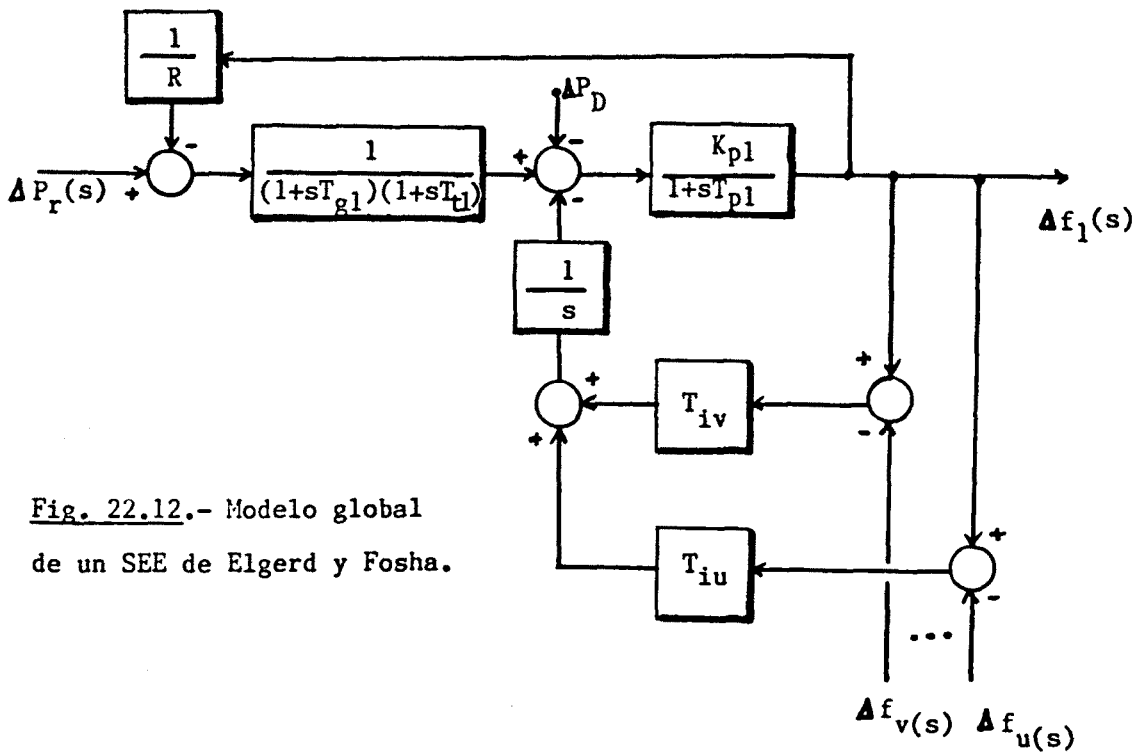 1
R
ΔP_D
-
-
+
-
ΔP_r(s)
+
1
(1+sT_g1)(1+sT_t1)
K_p1
1+sT_p1
Δf_1(s)
1
s
+
+
T_iv
+
-
Fig. 22.12.- Modelo global
de un SEE de Elgerd y Fosha.
T_iu
+
-
...
Δf_v(s)
Δf_u(s)